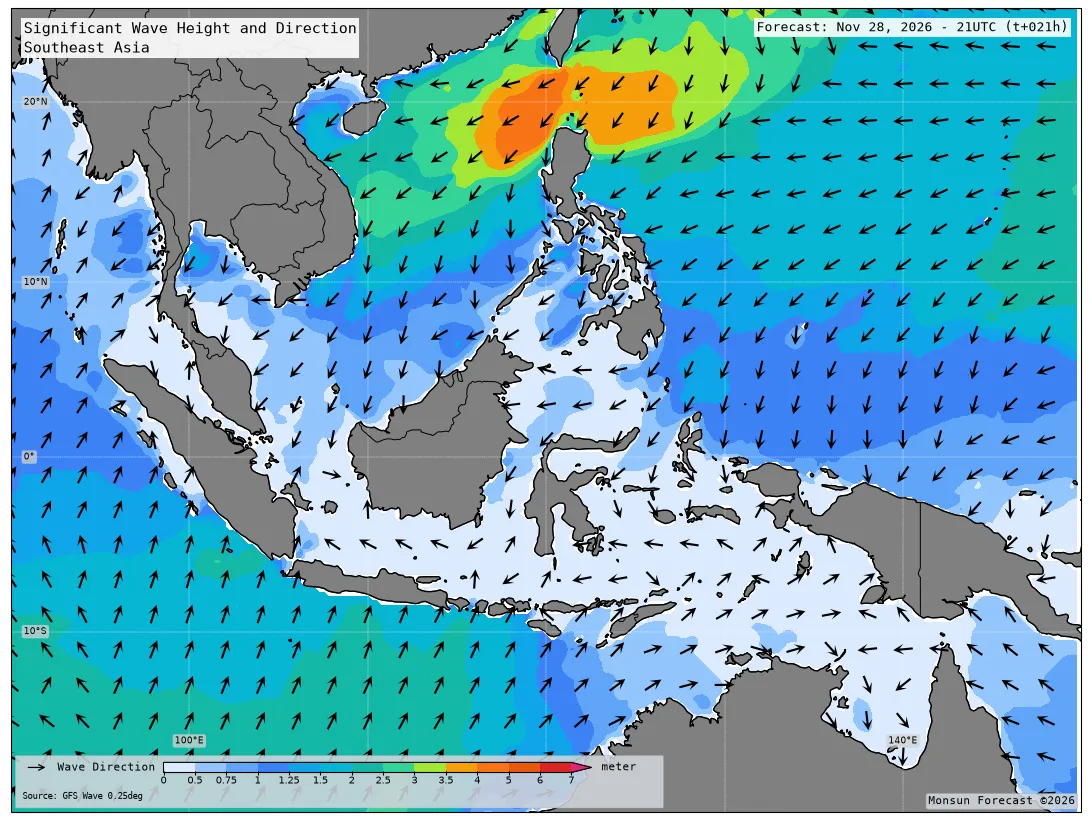 Significant Wave Height and Direction
Southeast Asia
Forecast: Nov 28, 2026 - 21UTC (t+021h)
20°N
10°N
0°
10°S
100°E
140°E
Wave Direction
meter
0 0.5 0.75 1 1.25 1.5 2 2.5 3 3.5 4 5 6 7
Source: GFS Wave 0.25deg
Monsun Forecast ©2026